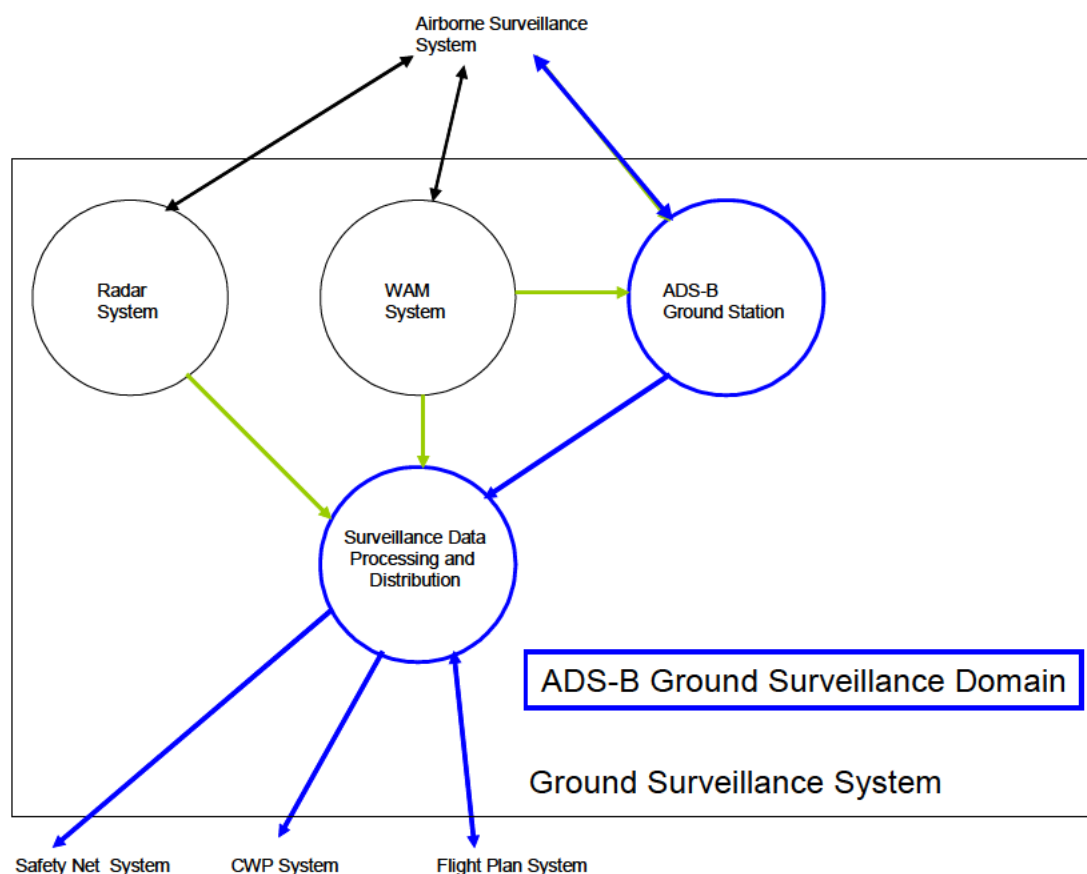 Airborne Surveillance
System
Radar
System
WAM
System
ADS-B
Ground Station
Surveillance Data
Processing and
Distribution
ADS-B Ground Surveillance Domain
Ground Surveillance System
Safety Net System
CWP System
Flight Plan System